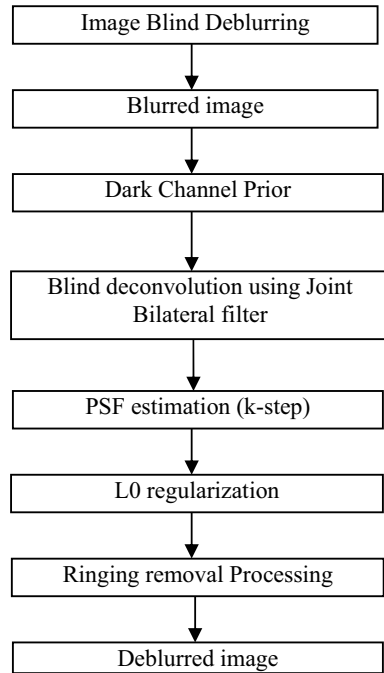 Image Blind Deblurring
Blurred image
Dark Channel Prior
Blind deconvolution using Joint
Bilateral filter
PSF estimation (k-step)
L0 regularization
Ringing removal Processing
Deblurred image